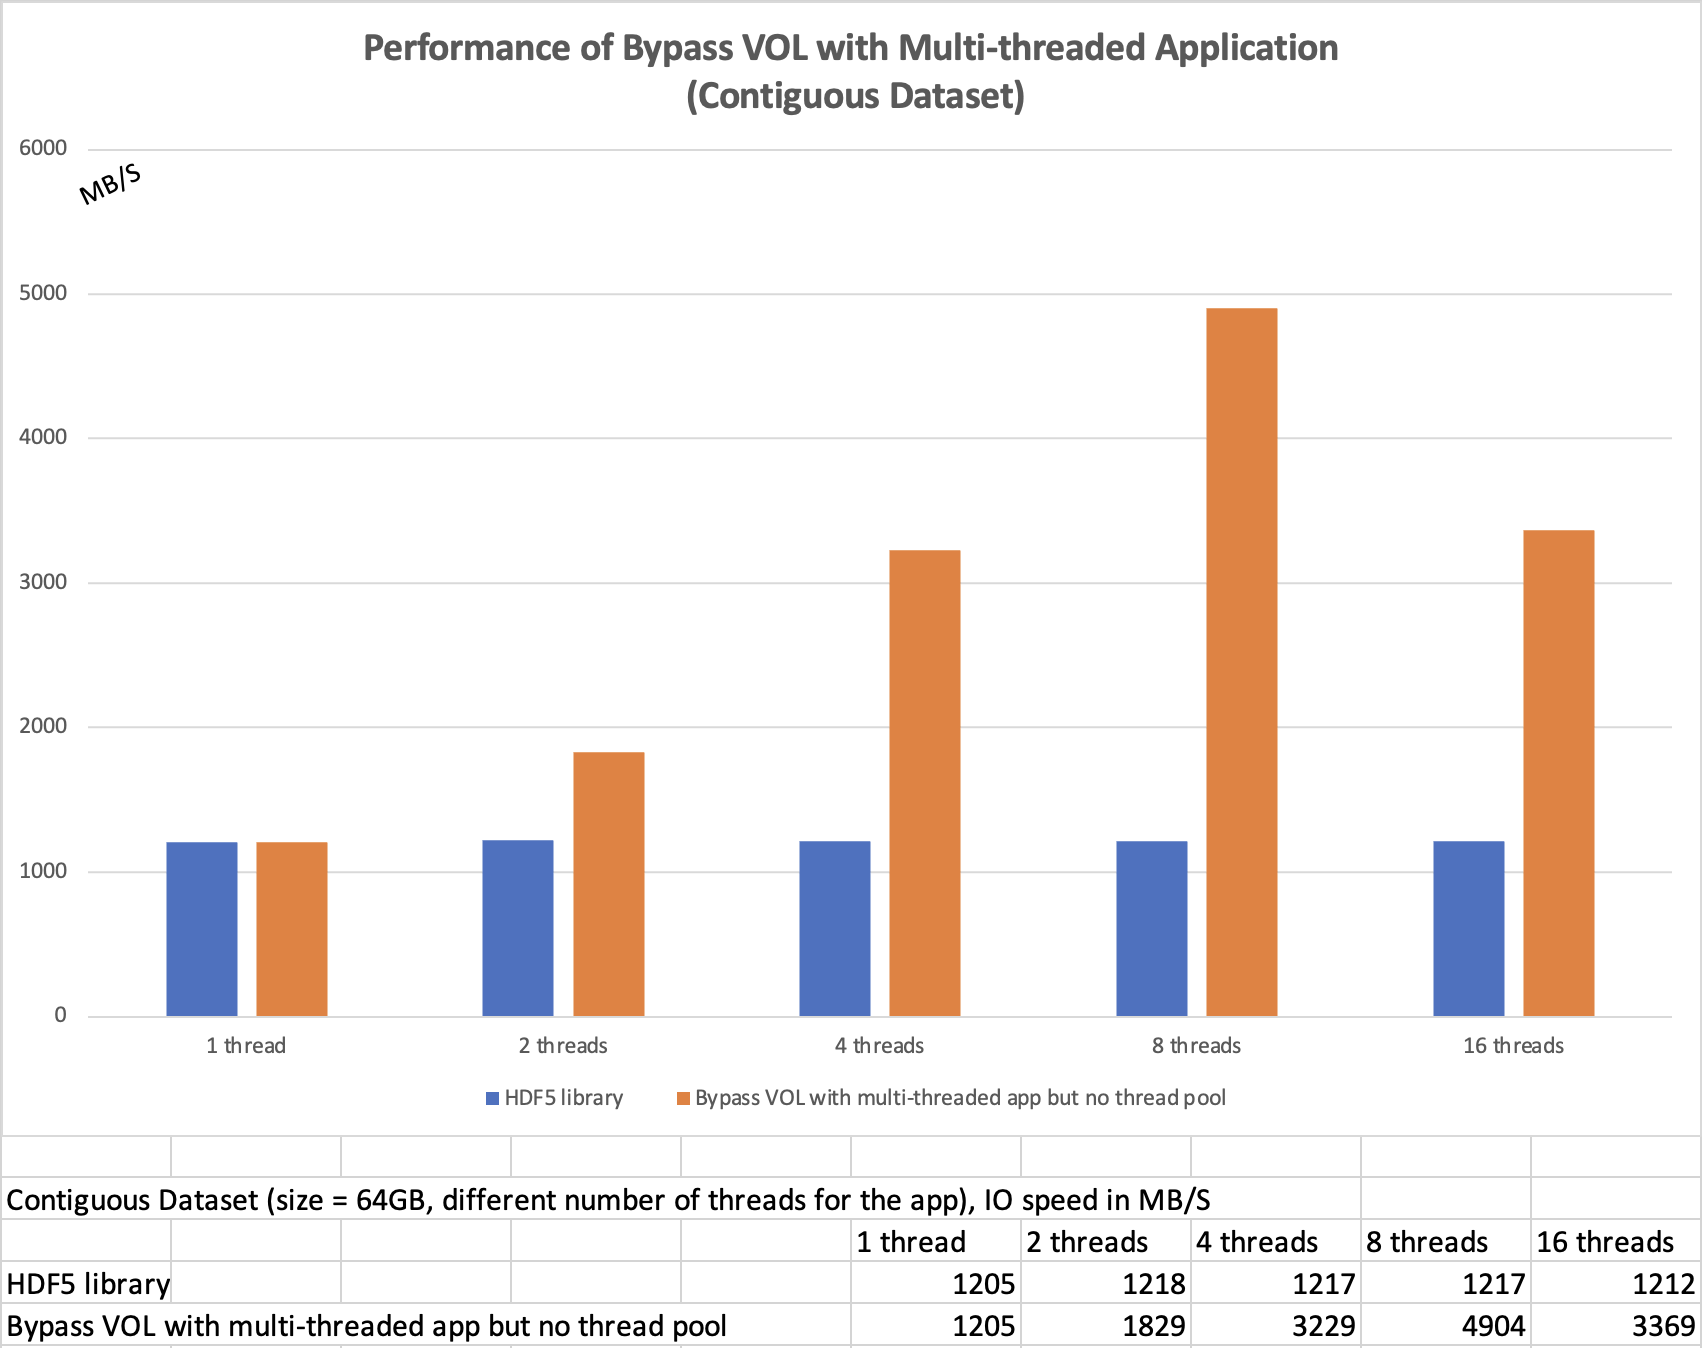 Performance of Bypass VOL with Multi-threaded Application
(Contiguous Dataset)
6000
MB/S
5000
4000
3000
2000
1000
0
1 thread 2 threads 4 threads 8 threads 16 threads
HDF5 library Bypass VOL with multi-threaded app but no thread pool
Contiguous Dataset (size = 64GB, different number of threads for the app), IO speed in MB/S
1 thread 2 threads 4 threads 8 threads 16 threads
HDF5 library 1205 1218 1217 1217 1212
Bypass VOL with multi-threaded app but no thread pool 1205 1829 3229 4904 3369